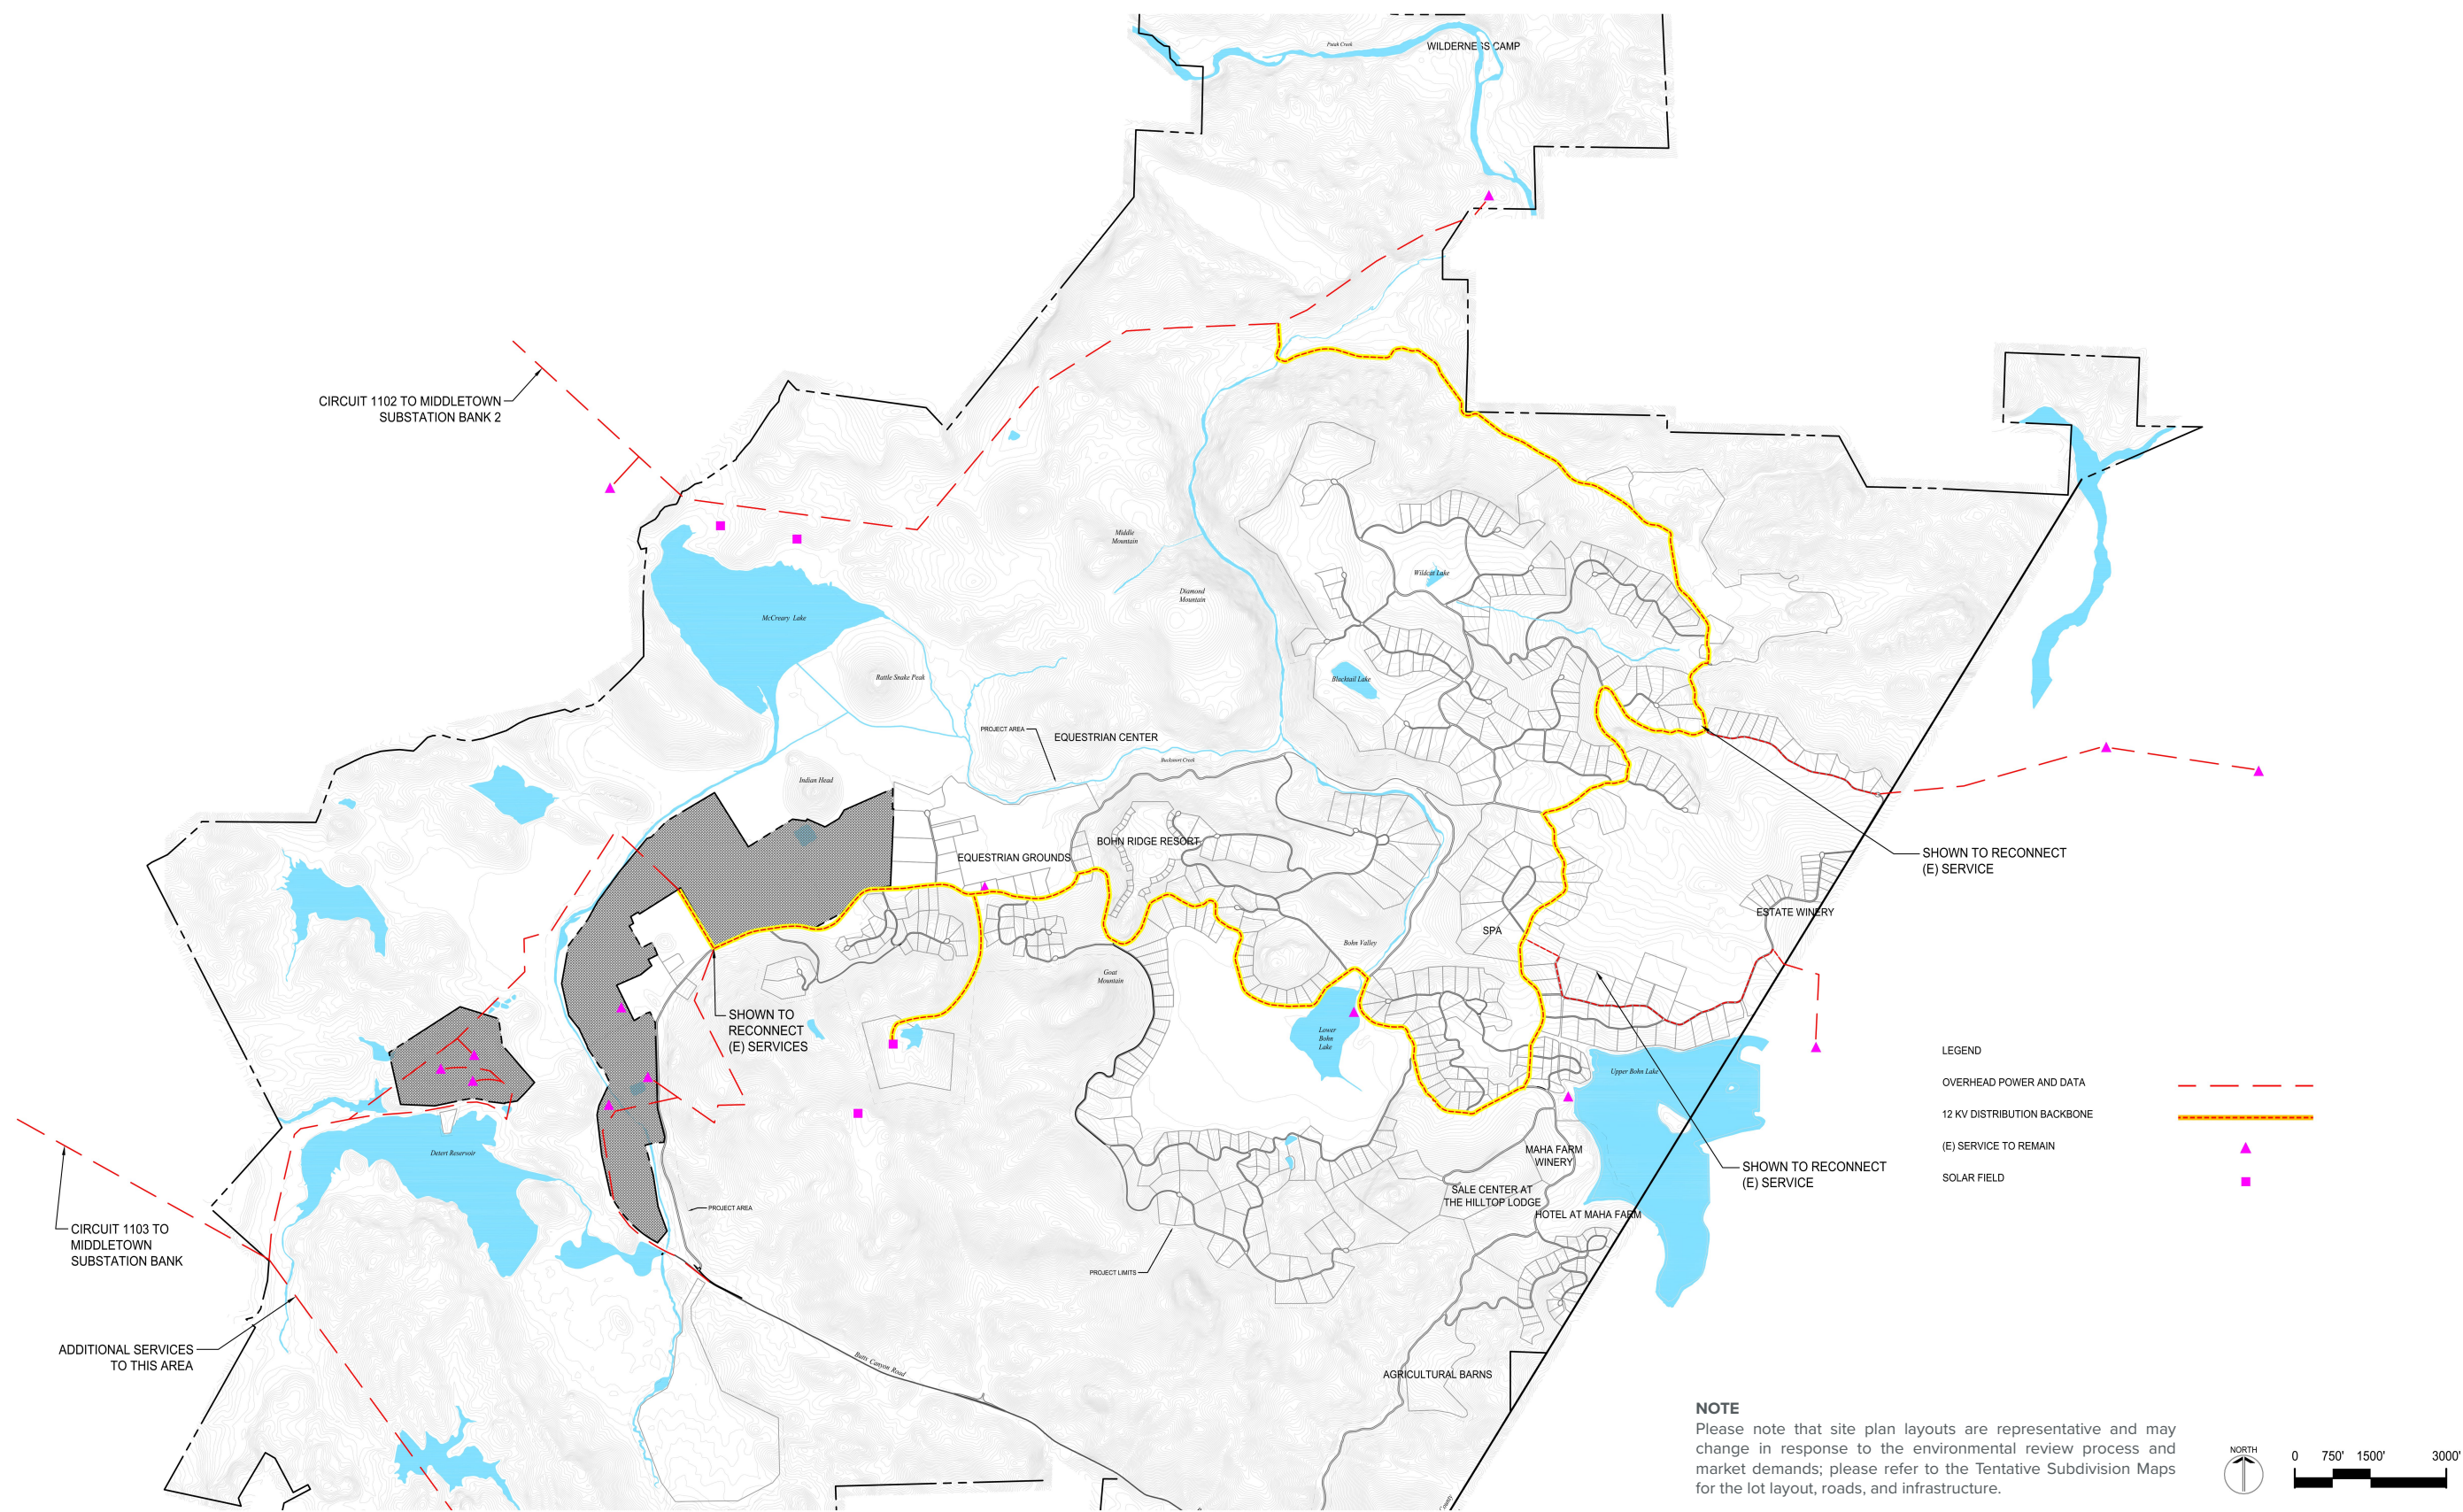 Putah Creek
WILDERNESS CAMP
CIRCUIT 1102 TO MIDDLETOWN
SUBSTATION BANK 2
Middle
Mountain
Wildcat Lake
Diamond
Mountain
McCreary Lake
Rattle Snake Peak
Blacktail Lake
PROJECT AREA
EQUESTRIAN CENTER
Bucksnort Creek
Indian Head
BOHN RIDGE RESORT
EQUESTRIAN GROUNDS
SHOWN TO RECONNECT
(E) SERVICE
ESTATE WINERY
SPA
Bohn Valley
Goat
Mountain
SHOWN TO
RECONNECT
(E) SERVICES
Lower
Bohn
Lake
Upper Bohn Lake
LEGEND
OVERHEAD POWER AND DATA
12 KV DISTRIBUTION BACKBONE
(E) SERVICE TO REMAIN
SOLAR FIELD
Detert Reservoir
MAHA FARM
WINERY
SHOWN TO RECONNECT
(E) SERVICE
SALE CENTER AT
THE HILLTOP LODGE
HOTEL AT MAHA FARM
PROJECT AREA
CIRCUIT 1103 TO
MIDDLETOWN
SUBSTATION BANK
PROJECT LIMITS
ADDITIONAL SERVICES
TO THIS AREA
Butts Canyon Road
AGRICULTURAL BARNS
NOTE
Please note that site plan layouts are representative and may
change in response to the environmental review process and
market demands; please refer to the Tentative Subdivision Maps
for the lot layout, roads, and infrastructure.
County
NORTH
0 750' 1500' 3000'